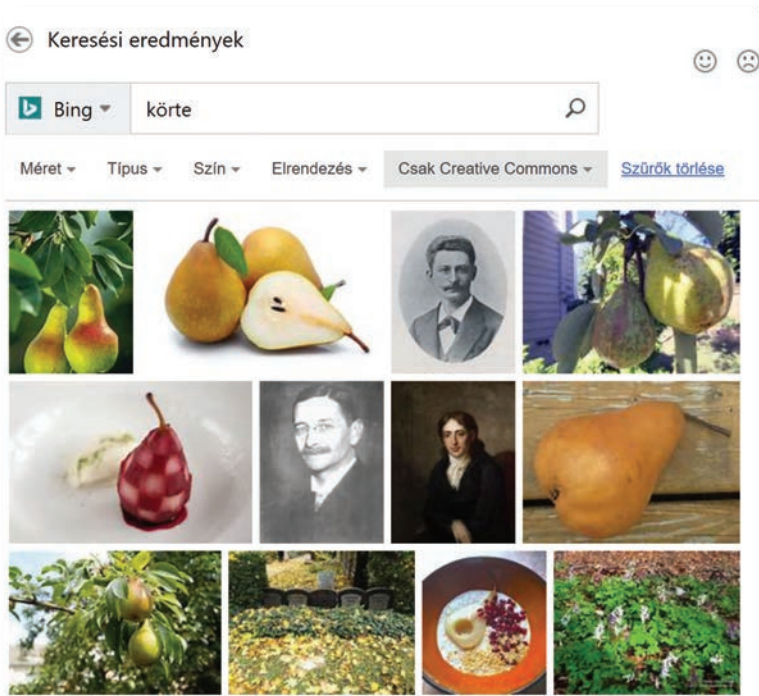 Keresési eredmények
Bing
körte
Méret Típus Szín Elrendezés Csak Creative Commons Szűrők törlése